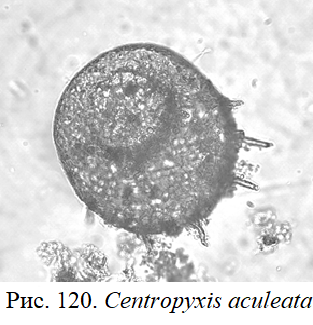 Рис. 120. Centropyxis aculeata